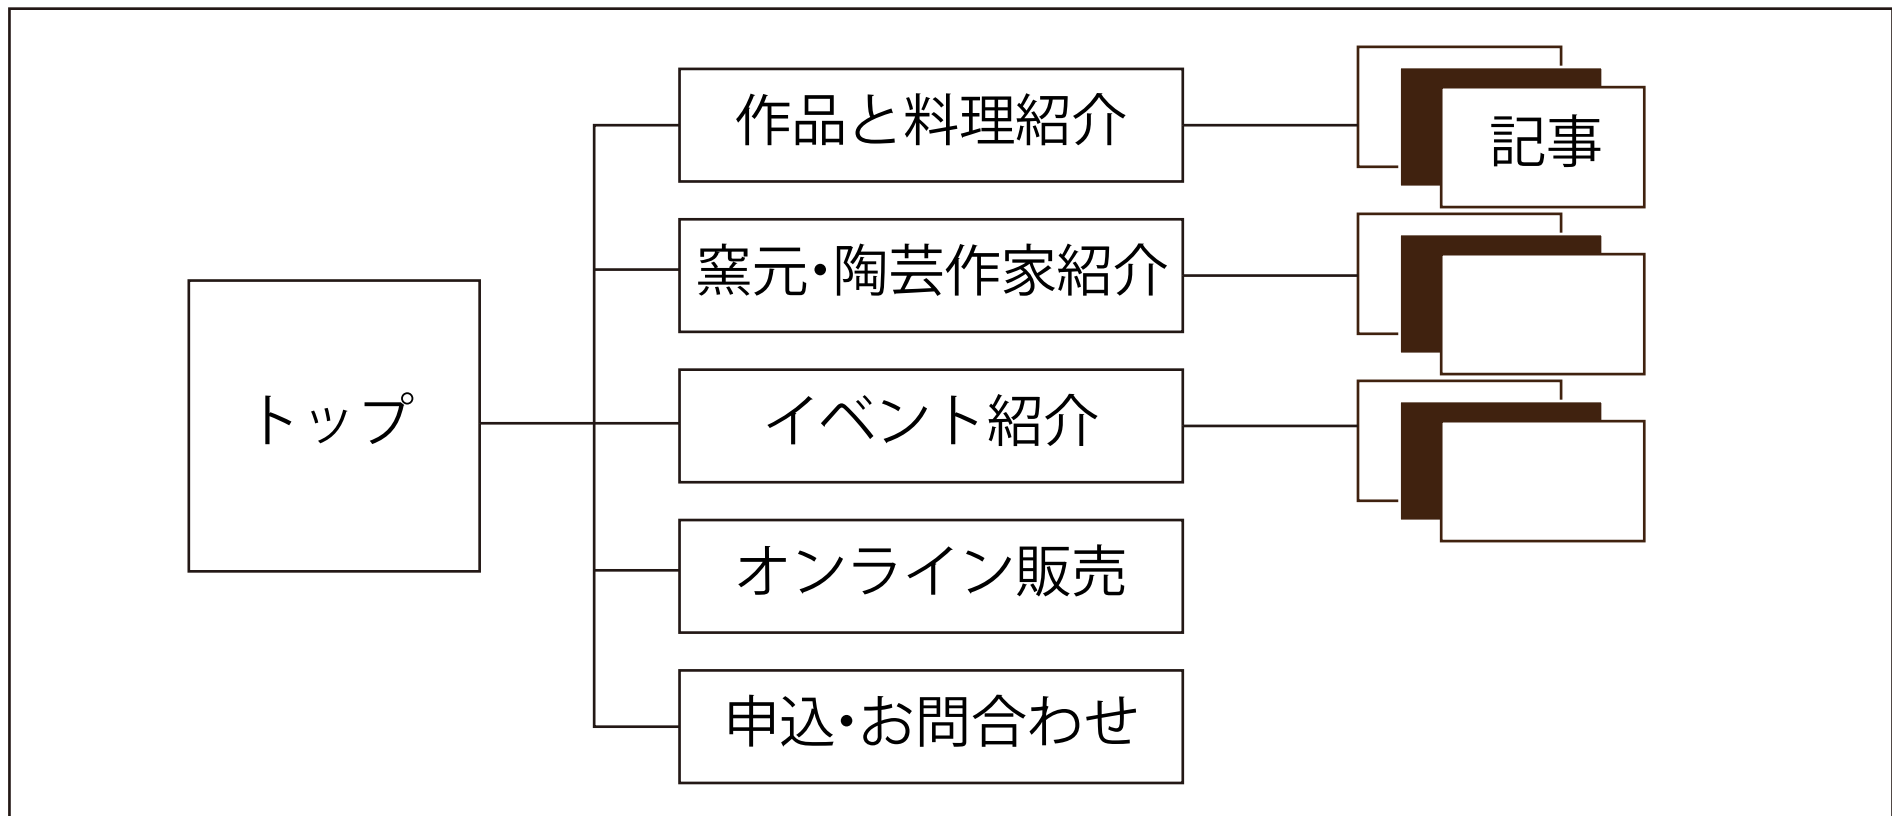 トップ
作品と料理紹介
記事
窯元・陶芸作家紹介
イベント紹介
オンライン販売
申込・お問合わせ